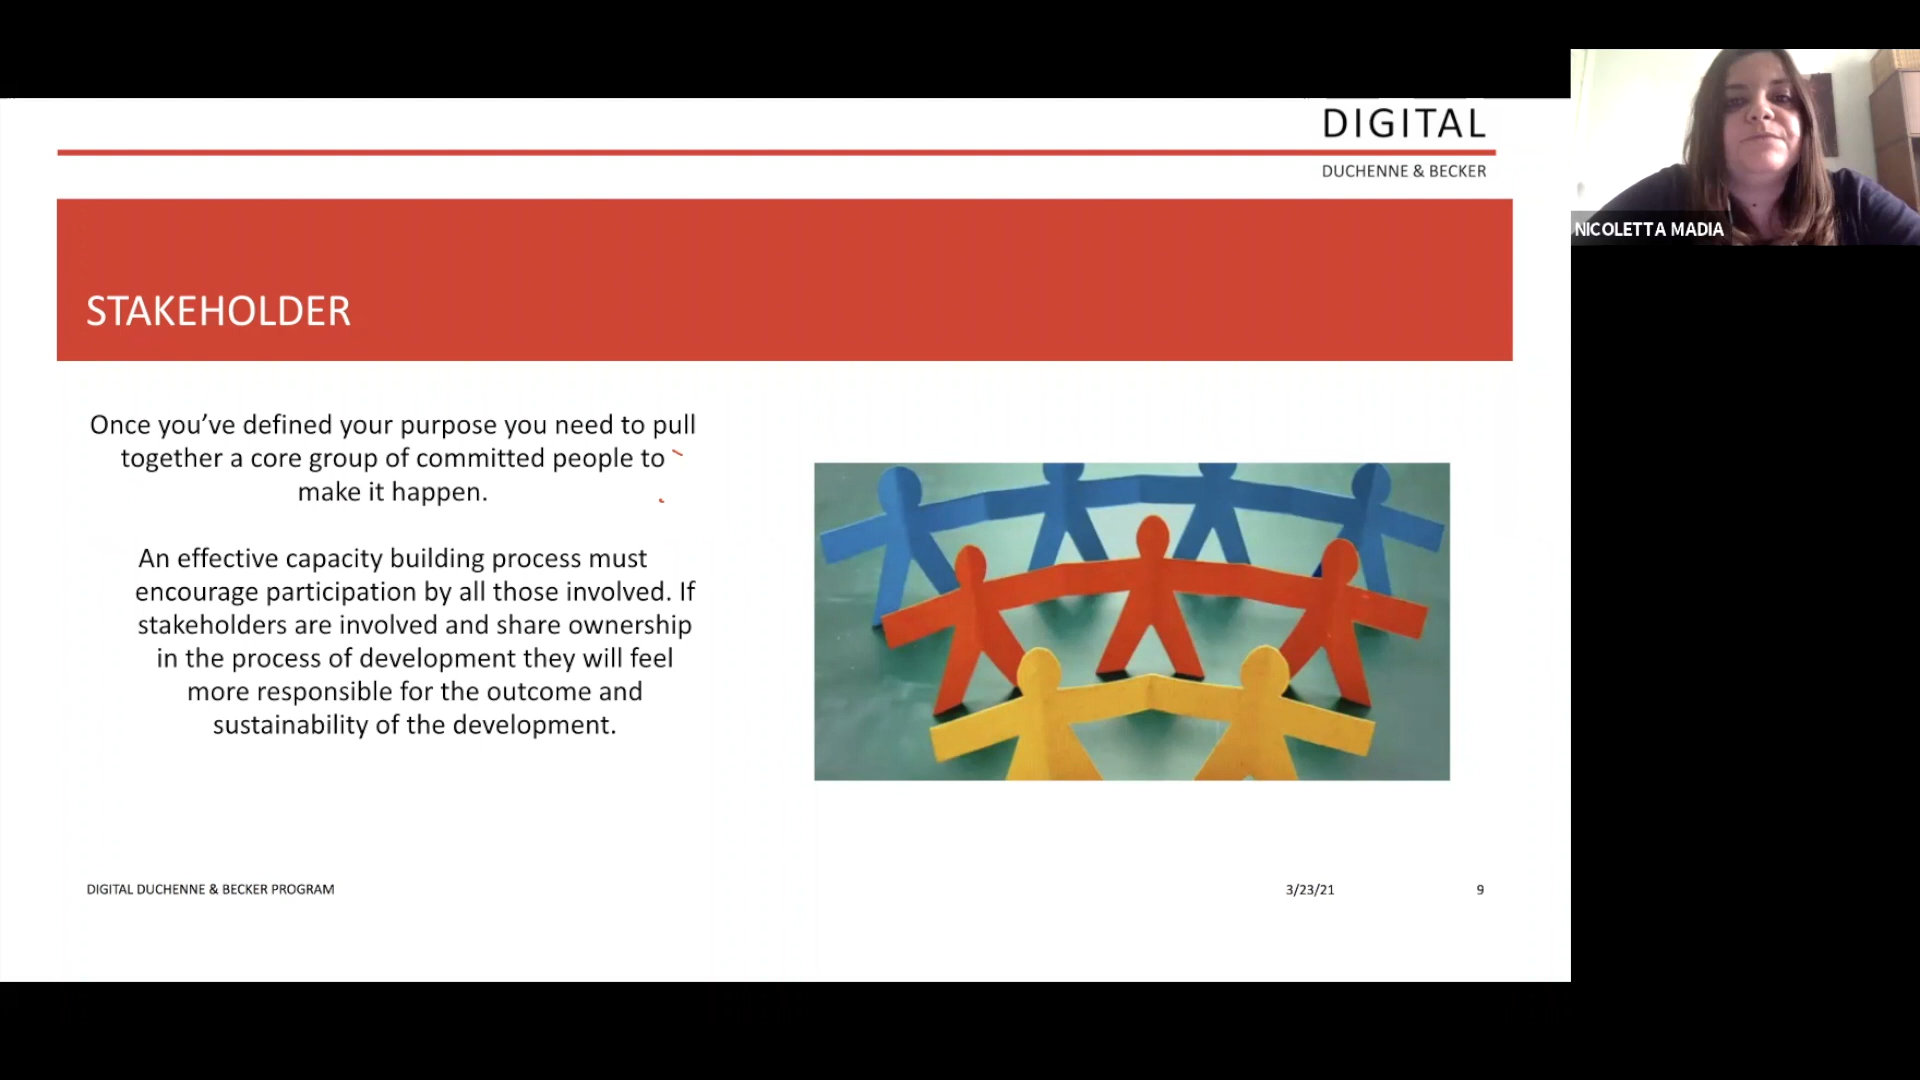 DIGITAL
DUCHENNE & BECKER
NICOLETTA MADIA
STAKEHOLDER
Once you’ve defined your purpose you need to pull
together a core group of committed people to
make it happen.
An effective capacity building process must
encourage participation by all those involved. If
stakeholders are involved and share ownership
in the process of development they will feel
more responsible for the outcome and
sustainability of the development.
DIGITAL DUCHENNE & BECKER PROGRAM
3/23/21
9